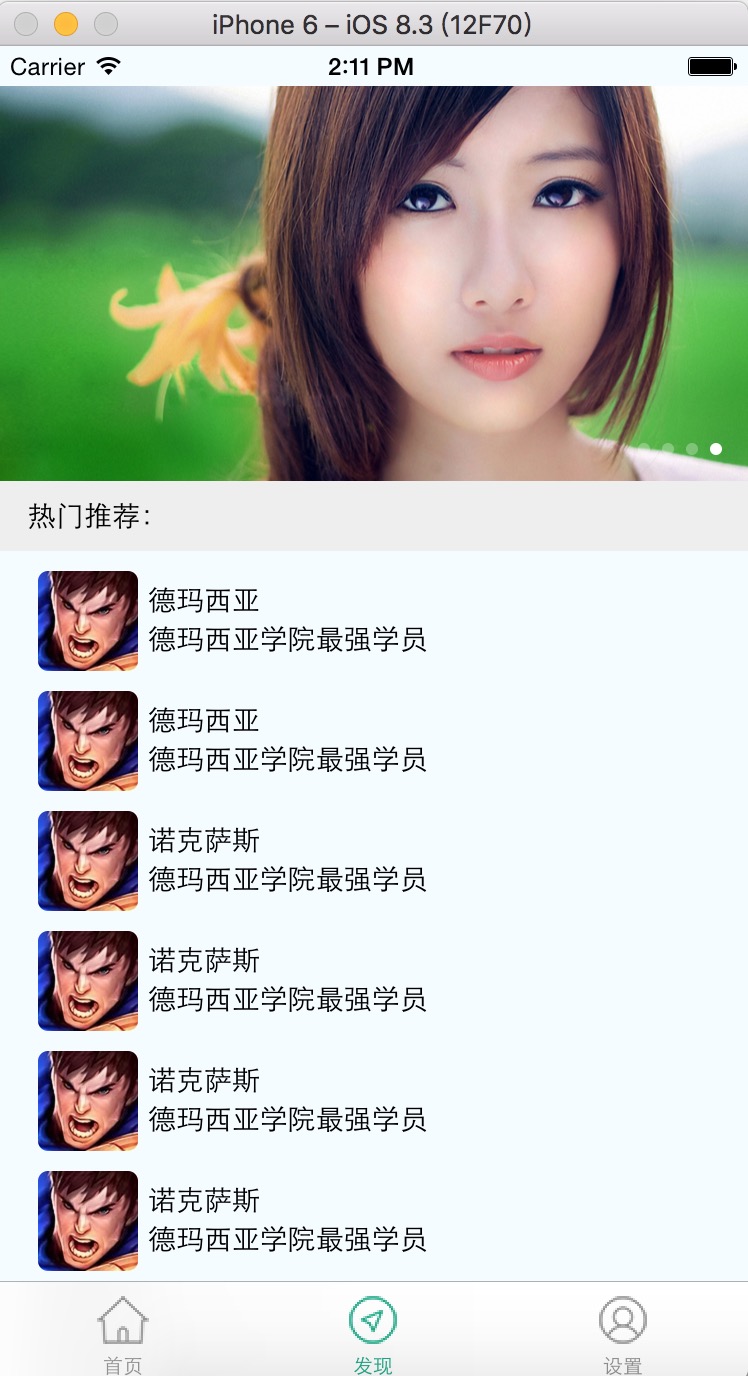 iPhone 6 – iOS 8.3 (12F70)
Carrier 2:11 PM
热门推荐：
德玛西亚
德玛西亚学院最强学员
德玛西亚
德玛西亚学院最强学员
诺克萨斯
德玛西亚学院最强学员
诺克萨斯
德玛西亚学院最强学员
诺克萨斯
德玛西亚学院最强学员
诺克萨斯
德玛西亚学院最强学员
首页 发现 设置